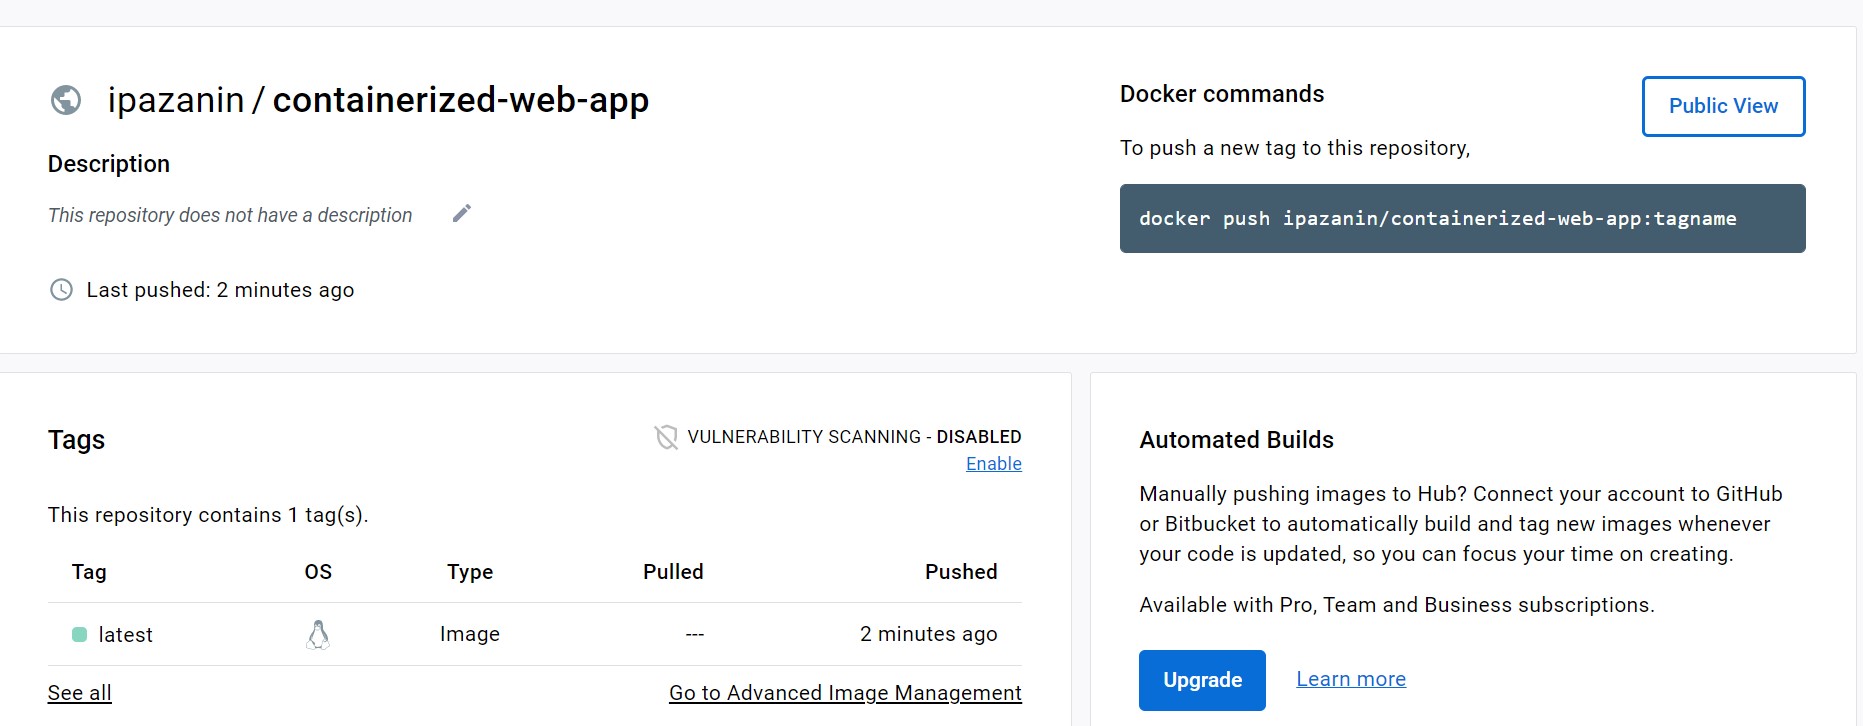 ipazanin / containerized-web-app
Description
This repository does not have a description
Last pushed: 2 minutes ago
Docker commands
Public View
To push a new tag to this repository,
docker push ipazanin/containerized-web-app:tagname
Tags
VULNERABILITY SCANNING - DISABLED
Enable
This repository contains 1 tag(s).
Tag OS Type Pulled Pushed
latest Image --- 2 minutes ago
See all
Go to Advanced Image Management
Automated Builds
Manually pushing images to Hub? Connect your account to GitHub
or Bitbucket to automatically build and tag new images whenever
your code is updated, so you can focus your time on creating.
Available with Pro, Team and Business subscriptions.
Upgrade
Learn more